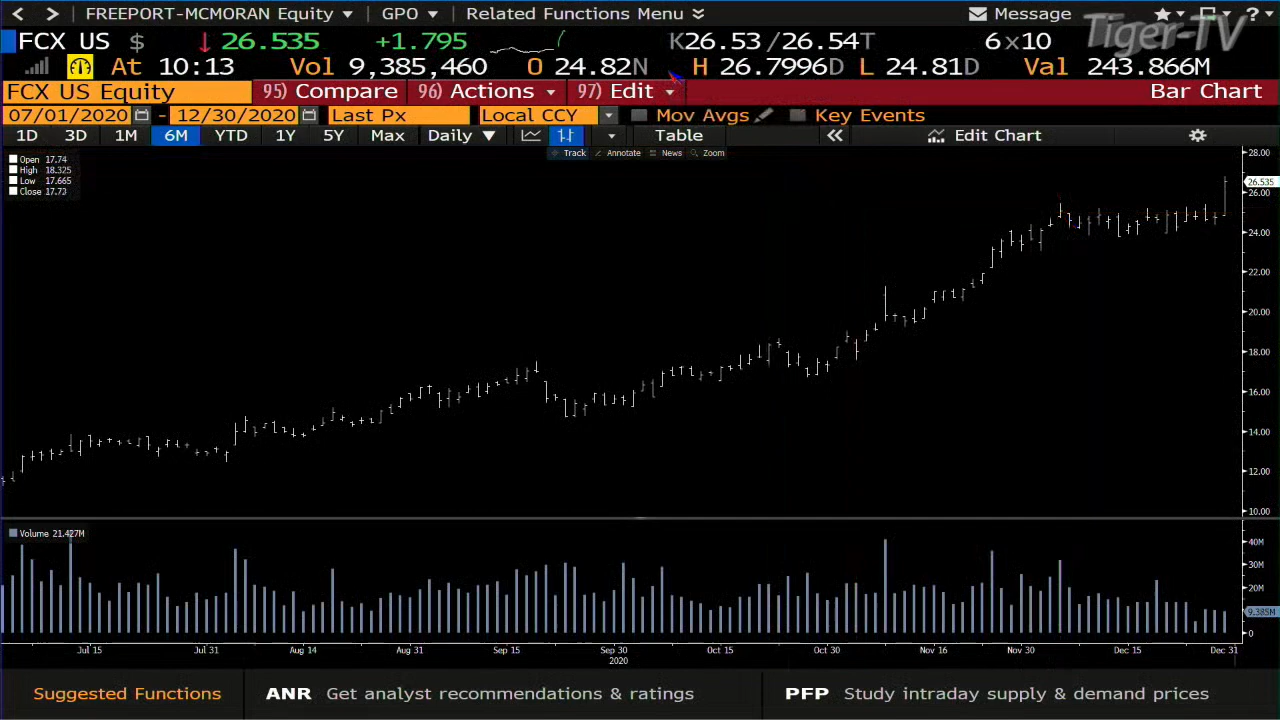 FREEPORT-MCMORAN Equity GPO Related Functions Menu Message ?
Tiger-TV
FCX US $ 26.535 +1.795 K26.53 /26.54T 6x10
At 10:13 Vol 9,385,460 O 24.82N H 26.7996D L 24.81D Val 243.866M
FCX US Equity 95) Compare 96) Actions 97) Edit Bar Chart
07/01/2020 - 12/30/2020 Last Px Local CCY Mov Avgs Key Events
1D 3D 1M 6M YTD 1Y 5Y Max Daily Table Edit Chart
Track Annotate News Zoom
Open 17.74
High 18.325
Low 17.665
Close 17.73
28.00
26.535
26.00
24.00
22.00
20.00
18.00
16.00
14.00
12.00
10.00
Volume 21.427M
40M
30M
20M
9.385M
0
Jul 15 Jul 31 Aug 14 Aug 31 Sep 15 Sep 30 Oct 15 Oct 30 Nov 16 Nov 30 Dec 15 Dec 31
2020
Suggested Functions ANR Get analyst recommendations & ratings PFP Study intraday supply & demand prices